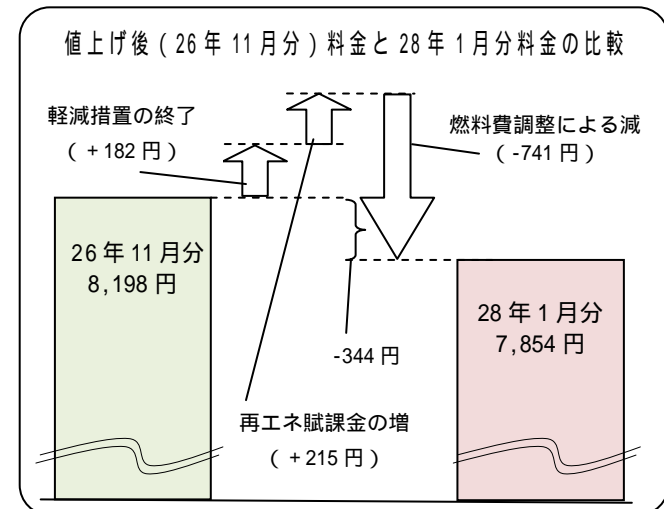 値上げ後（26年11月分）料金と28年1月分料金の比較
軽減措置の終了
（+182円）
燃料費調整による減
（-741円）
26年11月分
8,198円
28年1月分
7,854円
-344円
再エネ賦課金の増
（+215円）